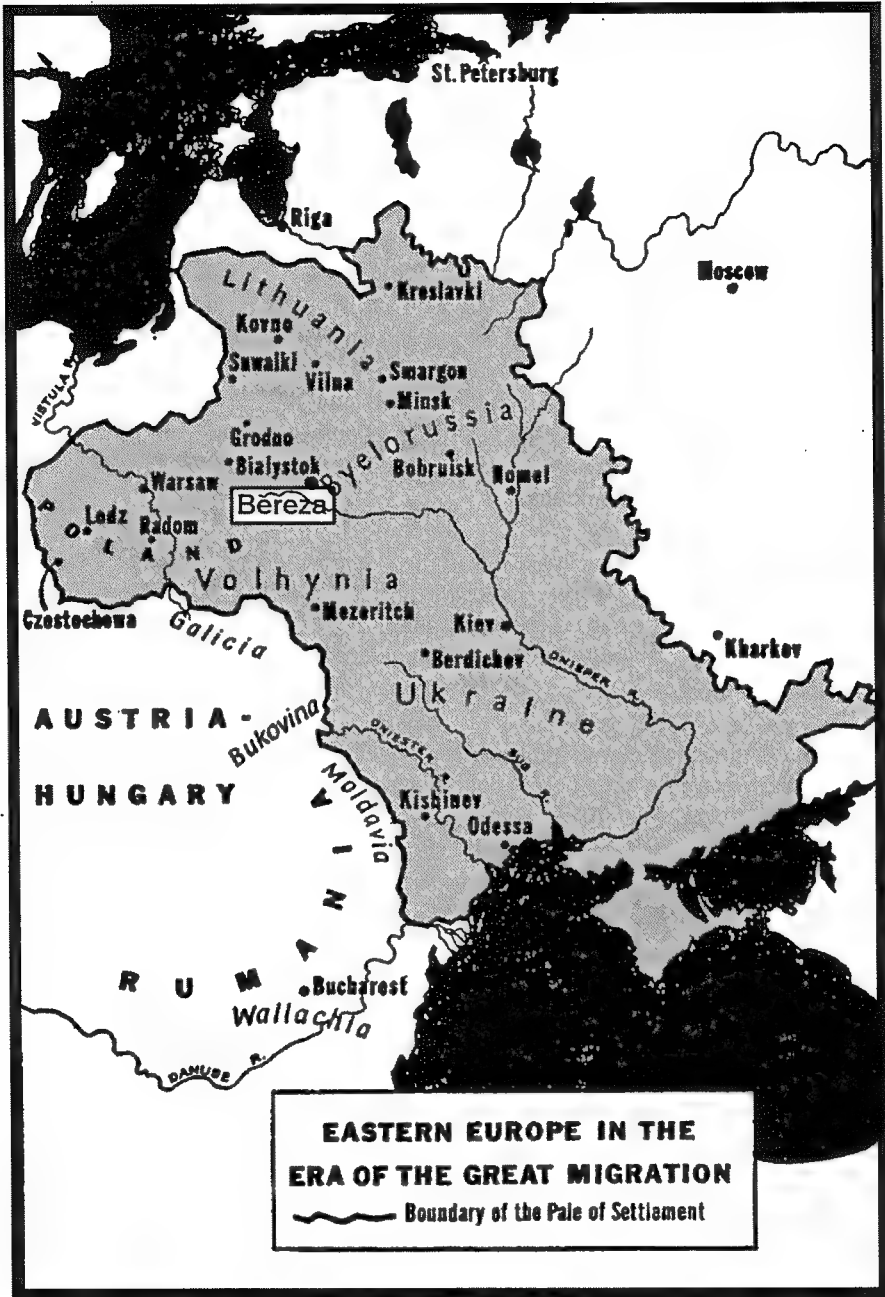 St. Petersburg
Riga
Moscow
Lithuania
Kreslavki
Kovno
Suwalki
Vilna
Smargon
Minsk
VISTULA R.
Grodno
Byelorussia
Bialystok
Bobruisk
Homel
Warsaw
Bereza
POLAND
Lodz
Radom
Volhynia
Mezeritch
Czestochowa
Galicia
Kiev
Kharkov
Berdichev
DNIEPER R.
Ukraine
AUSTRIA-
HUNGARY
Bukovina
DNIESTER R.
BUG
Moldavia
Kishinev
Odessa
RUMANIA
Bucharest
Wallachia
DANUBE R.
EASTERN EUROPE IN THE
ERA OF THE GREAT MIGRATION
Boundary of the Pale of Settlement